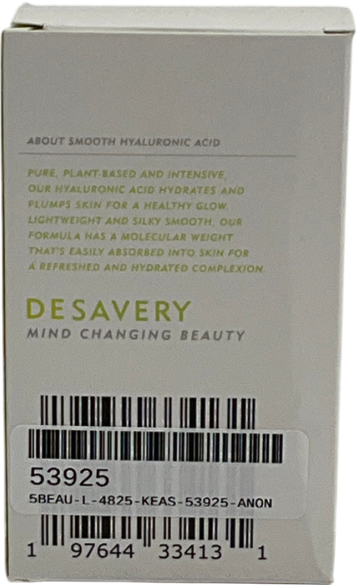 ABOUT SMOOTH HYALURONIC ACID
PURE, PLANT-BASED AND INTENSIVE,
OUR HYALURONIC ACID HYDRATES AND
PLUMPS SKIN FOR A HEALTHY GLOW.
LIGHTWEIGHT AND SILKY SMOOTH, OUR
FORMULA HAS A MOLECULAR WEIGHT
THAT'S EASILY ABSORBED INTO SKIN FOR
A REFRESHED AND HYDRATED COMPLEXION.
DESAVERY
MIND CHANGING BEAUTY
53925
5BEAU-L-4825-KEAS-53925-ANON
1 97644 33413 1